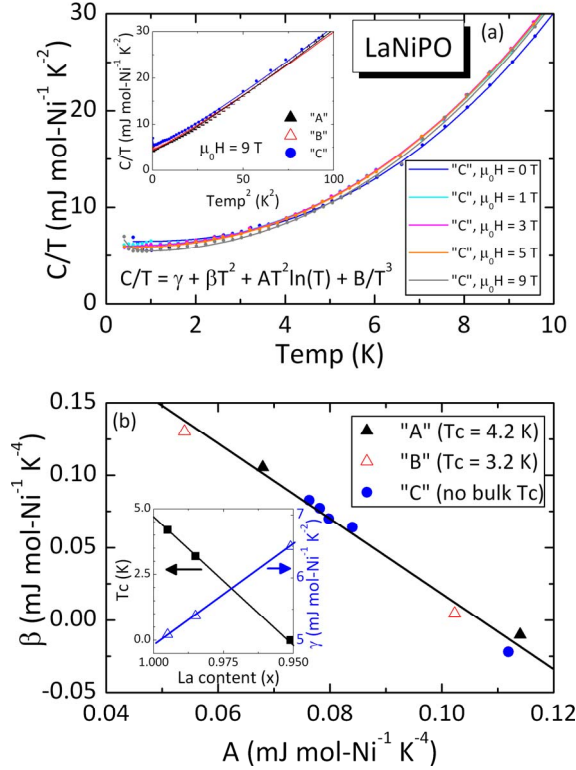 30
25
20
15
10
5
0
C/T (mJ mol-Ni⁻¹ K⁻²)
30
20
10
0
C/T (mJ mol-Ni⁻¹ K⁻²)
"A"
"B"
"C"
μ₀H = 9 T
0 50 100
Temp² (K²)
(a)
LaNiPO
"C", μ₀H = 0 T
"C", μ₀H = 1 T
"C", μ₀H = 3 T
"C", μ₀H = 5 T
"C", μ₀H = 9 T
C/T = γ + βT² + AT²ln(T) + B/T³
0 2 4 6 8 10
Temp (K)
0.15
0.10
0.05
0.00
-0.05
β (mJ mol-Ni⁻¹ K⁻⁴)
(b)
"A" (Tc = 4.2 K)
"B" (Tc = 3.2 K)
"C" (no bulk Tc)
5.0
2.5
0.0
Tc (K)
7
6
5
γ (mJ mol-Ni⁻¹ K⁻²)
1.000 0.975 0.950
La content (x)
0.04 0.06 0.08 0.10 0.12
A (mJ mol-Ni⁻¹ K⁻⁴)